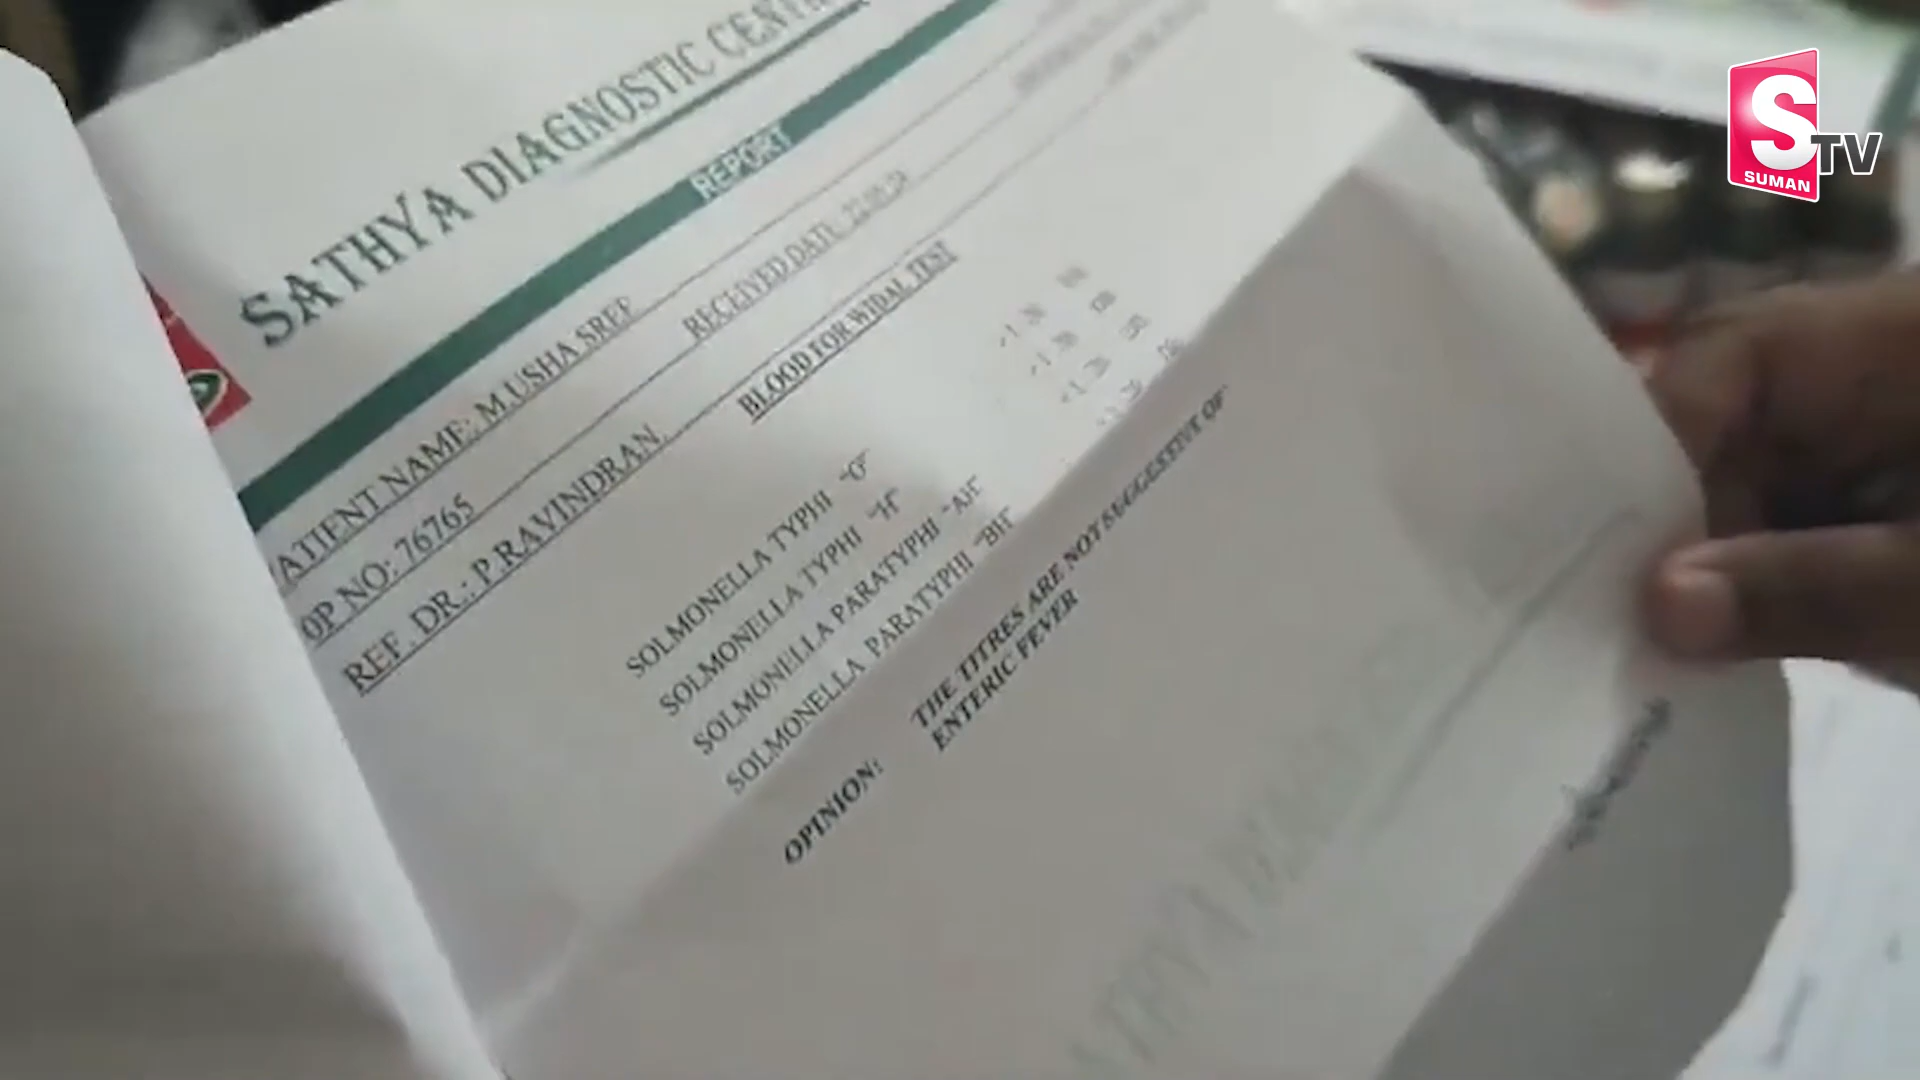 SATHYA DIAGNOSTIC
REPORT
ATIENT NAME: M.USHA SREE
OP NO: 76765
RECEIVED DATE:
REF. DR.: P.RAVINDRAN.
BLOOD FOR WIDAL TEST
SOLMONELLA TYPHI "O"
SOLMONELLA TYPHI "H"
SOLMONELLA PARATYPHI "AH"
SOLMONELLA PARATYPHI "BH"
OPINION: THE TITRES ARE NOT SUGGESTIVE OF
ENTERIC FEVER
S TV
SUMAN